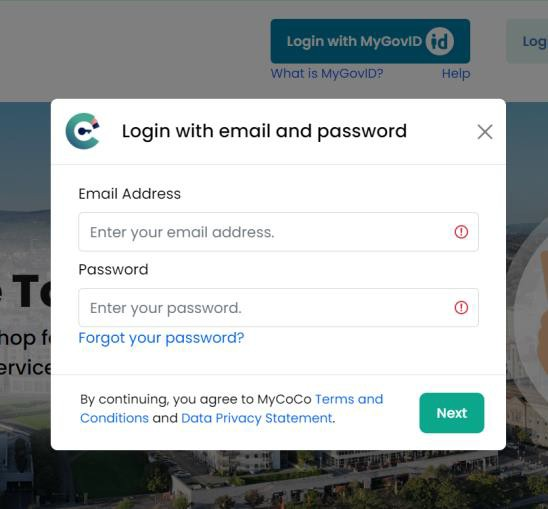 Login with MyGovID id
Log
What is MyGovID? Help
Login with email and password
Email Address
Enter your email address.
Password
Enter your password.
Forgot your password?
e To
hop f
ervice
By continuing, you agree to MyCoCo Terms and
Conditions and Data Privacy Statement.
Next